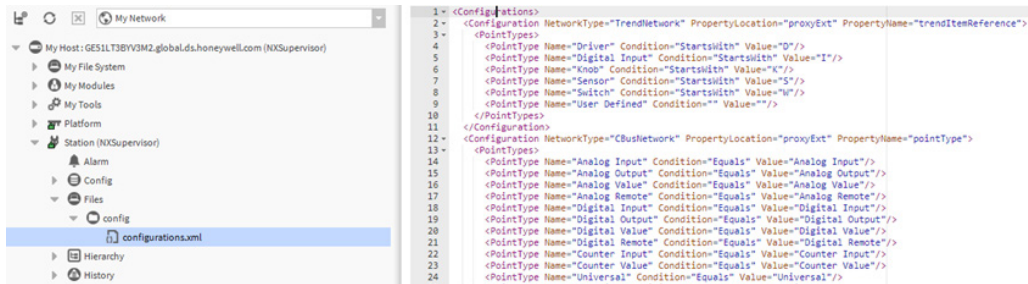 My Network
My Host : GE51LT3BYV3M2.global.ds.honeywell.com (NXSupervisor)
My File System
My Modules
My Tools
Platform
Station (NXSupervisor)
Alarm
Config
Files
config
configurations.xml
Hierarchy
History
1 <Configurations>
2 <Configuration NetworkType="TrendNetwork" PropertyLocation="proxyExt" PropertyName="trendItemReference">
3 <PointTypes>
4 <PointType Name="Driver" Condition="StartsWith" Value="D"/>
5 <PointType Name="Digital Input" Condition="StartsWith" Value="I"/>
6 <PointType Name="Knob" Condition="StartsWith" Value="K"/>
7 <PointType Name="Sensor" Condition="StartsWith" Value="S"/>
8 <PointType Name="Switch" Condition="StartsWith" Value="W"/>
9 <PointType Name="User Defined" Condition="" Value=""/>
10 </PointTypes>
11 </Configuration>
12 <Configuration NetworkType="CBusNetwork" PropertyLocation="proxyExt" PropertyName="pointType">
13 <PointTypes>
14 <PointType Name="Analog Input" Condition="Equals" Value="Analog Input"/>
15 <PointType Name="Analog Output" Condition="Equals" Value="Analog Output"/>
16 <PointType Name="Analog Value" Condition="Equals" Value="Analog Value"/>
17 <PointType Name="Analog Remote" Condition="Equals" Value="Analog Remote"/>
18 <PointType Name="Digital Input" Condition="Equals" Value="Digital Input"/>
19 <PointType Name="Digital Output" Condition="Equals" Value="Digital Output"/>
20 <PointType Name="Digital Value" Condition="Equals" Value="Digital Value"/>
21 <PointType Name="Digital Remote" Condition="Equals" Value="Digital Remote"/>
22 <PointType Name="Counter Input" Condition="Equals" Value="Counter Input"/>
23 <PointType Name="Counter Value" Condition="Equals" Value="Counter Value"/>
24 <PointType Name="Universal" Condition="Equals" Value="Universal"/>